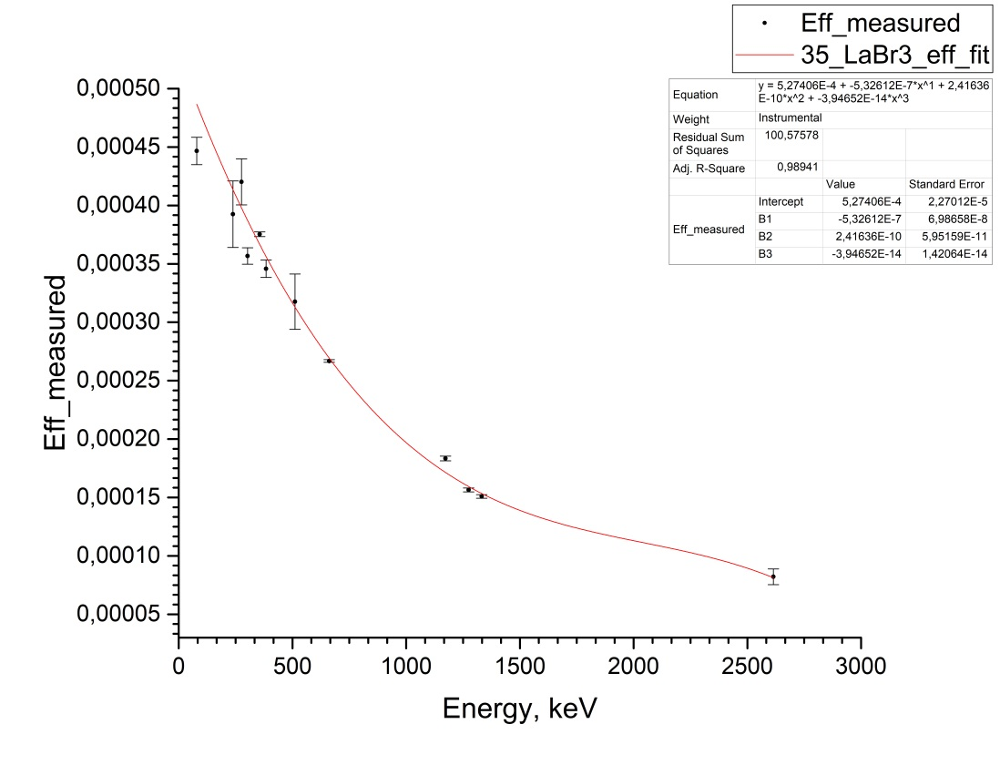 Eff_measured
35_LaBr3_eff_fit
Equation
y = 5,27406E-4 + -5,32612E-7*x^1 + 2,41636
E-10*x^2 + -3,94652E-14*x^3
Weight
Instrumental
Residual Sum
of Squares
100,57578
Adj. R-Square
0,98941
Value
Standard Error
Eff_measured
Intercept
5,27406E-4
2,27012E-5
B1
-5,32612E-7
6,98658E-8
B2
2,41636E-10
5,95159E-11
B3
-3,94652E-14
1,42064E-14
Eff_measured
0,00050
0,00045
0,00040
0,00035
0,00030
0,00025
0,00020
0,00015
0,00010
0,00005
0
500
1000
1500
2000
2500
3000
Energy, keV